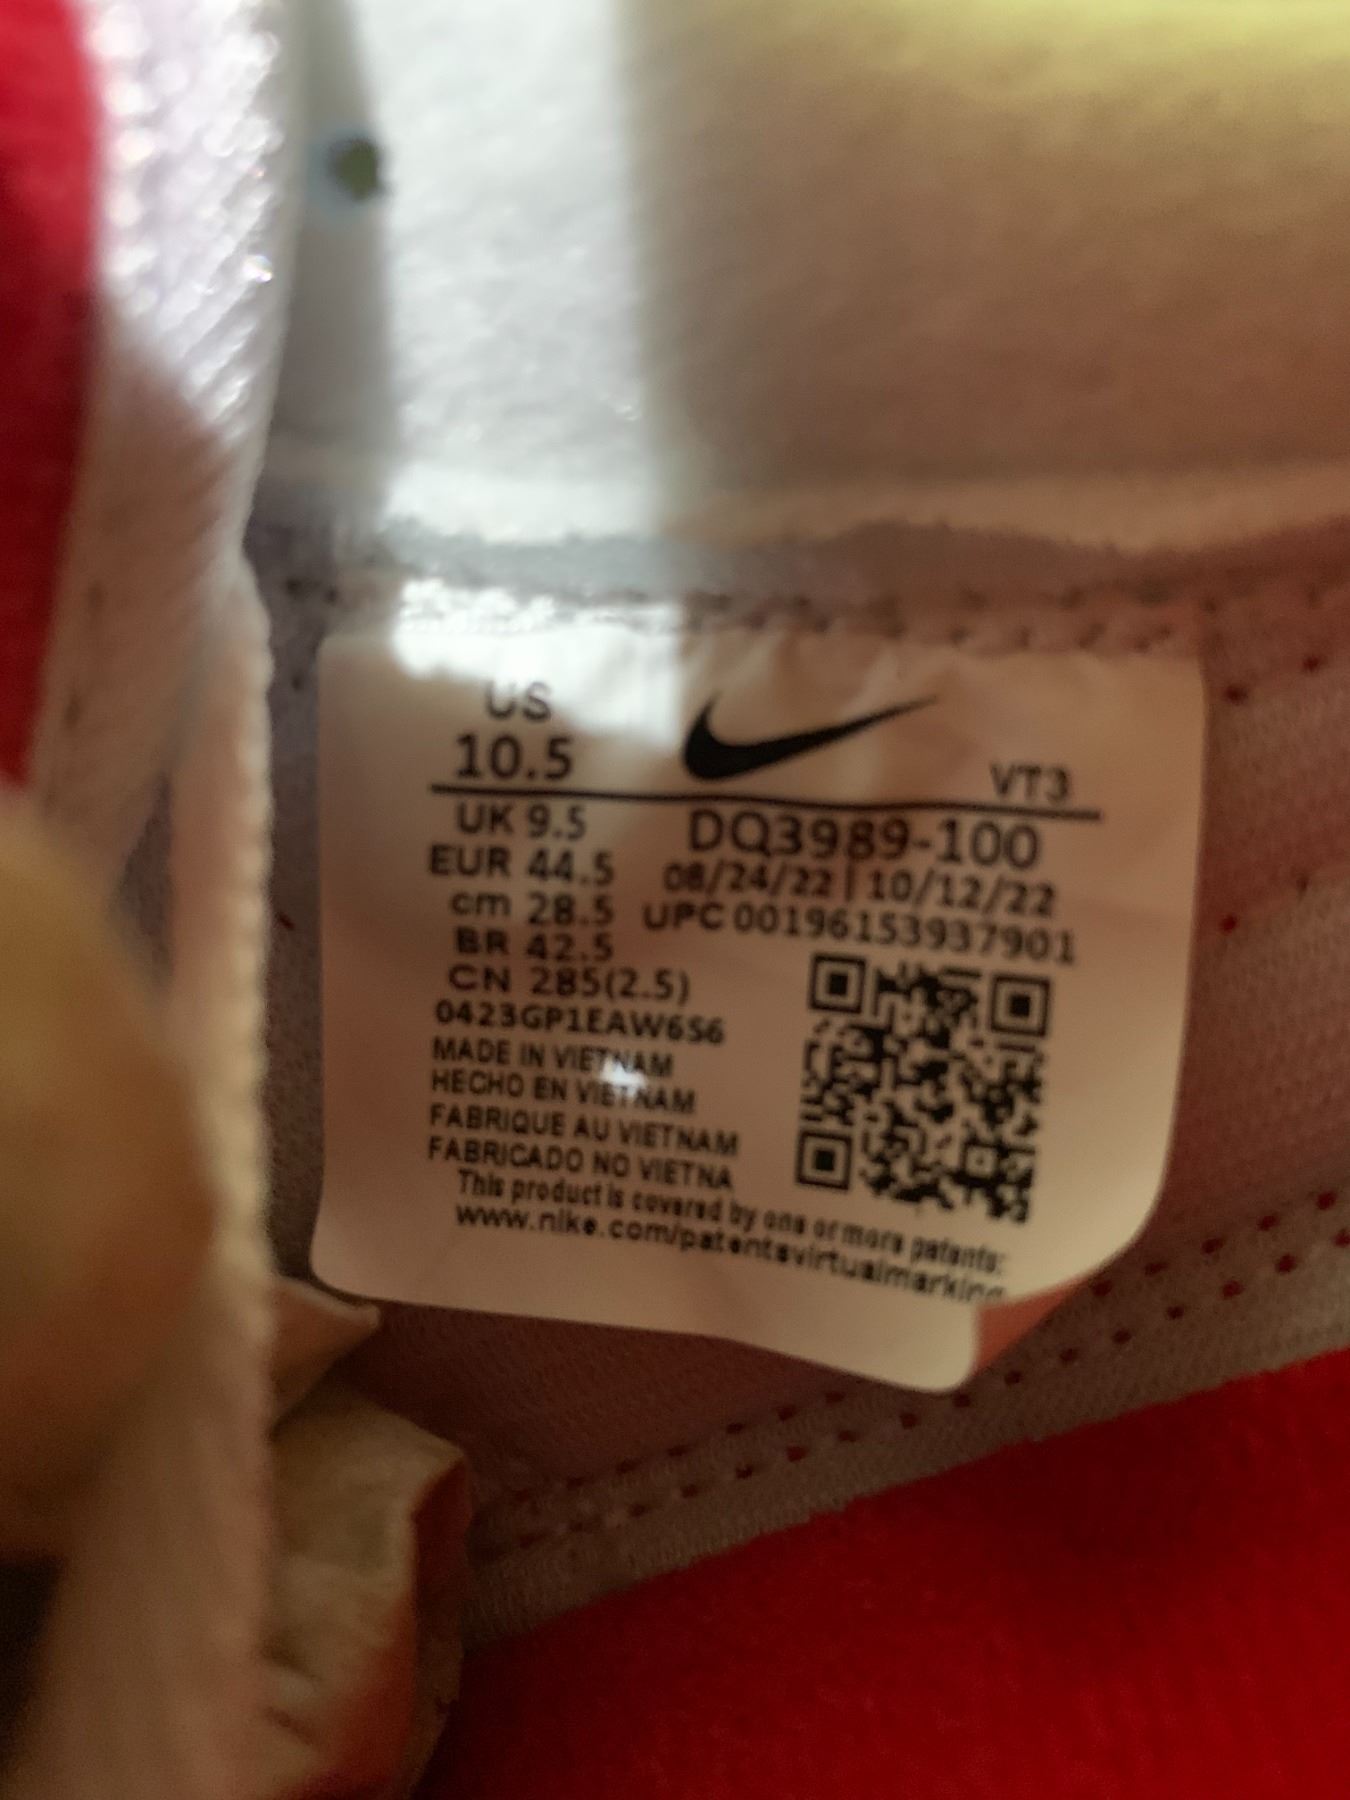 US
10.5
VT3
UK 9.5
DQ3989-100
EUR 44.5
08/24/22 | 10/12/22
cm 28.5
UPC 00196153937901
BR 42.5
CN 285(2.5)
0423GP1EAW6S6
MADE IN VIETNAM
HECHO EN VIETNAM
FABRIQUE AU VIETNAM
FABRICADO NO VIETNA
This product is covered by one or more patents:
www.nike.com/patentsvirtualmarking